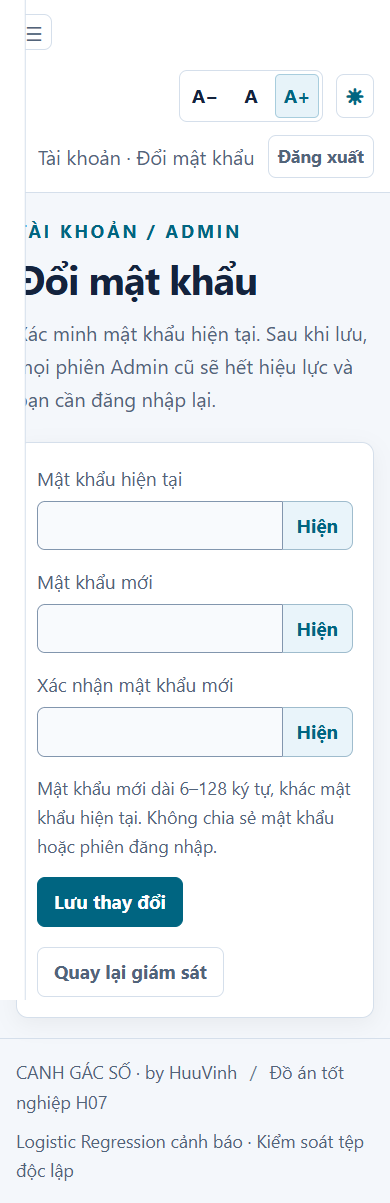 ☰
A− A A+
Tài khoản · Đổi mật khẩu Đăng xuất
TÀI KHOẢN / ADMIN
Đổi mật khẩu
Xác minh mật khẩu hiện tại. Sau khi lưu,
mọi phiên Admin cũ sẽ hết hiệu lực và
bạn cần đăng nhập lại.
Mật khẩu hiện tại
Hiện
Mật khẩu mới
Hiện
Xác nhận mật khẩu mới
Hiện
Mật khẩu mới dài 6–128 ký tự, khác mật
khẩu hiện tại. Không chia sẻ mật khẩu
hoặc phiên đăng nhập.
Lưu thay đổi
Quay lại giám sát
CANH GÁC SỐ · by HuuVinh / Đồ án tốt
nghiệp H07
Logistic Regression cảnh báo · Kiểm soát tệp
độc lập